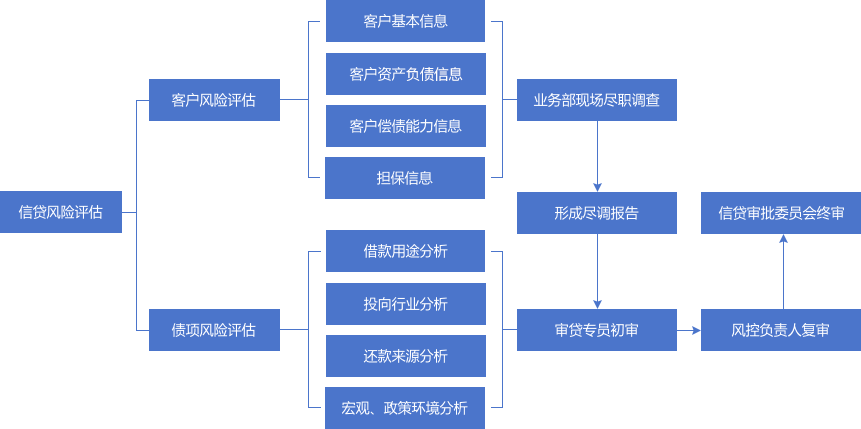 信贷风险评估
客户风险评估
客户基本信息
客户资产负债信息
客户偿债能力信息
担保信息
业务部现场尽职调查
形成尽调报告
债项风险评估
借款用途分析
投向行业分析
还款来源分析
宏观、政策环境分析
审贷专员初审
风控负责人复审
信贷审批委员会终审